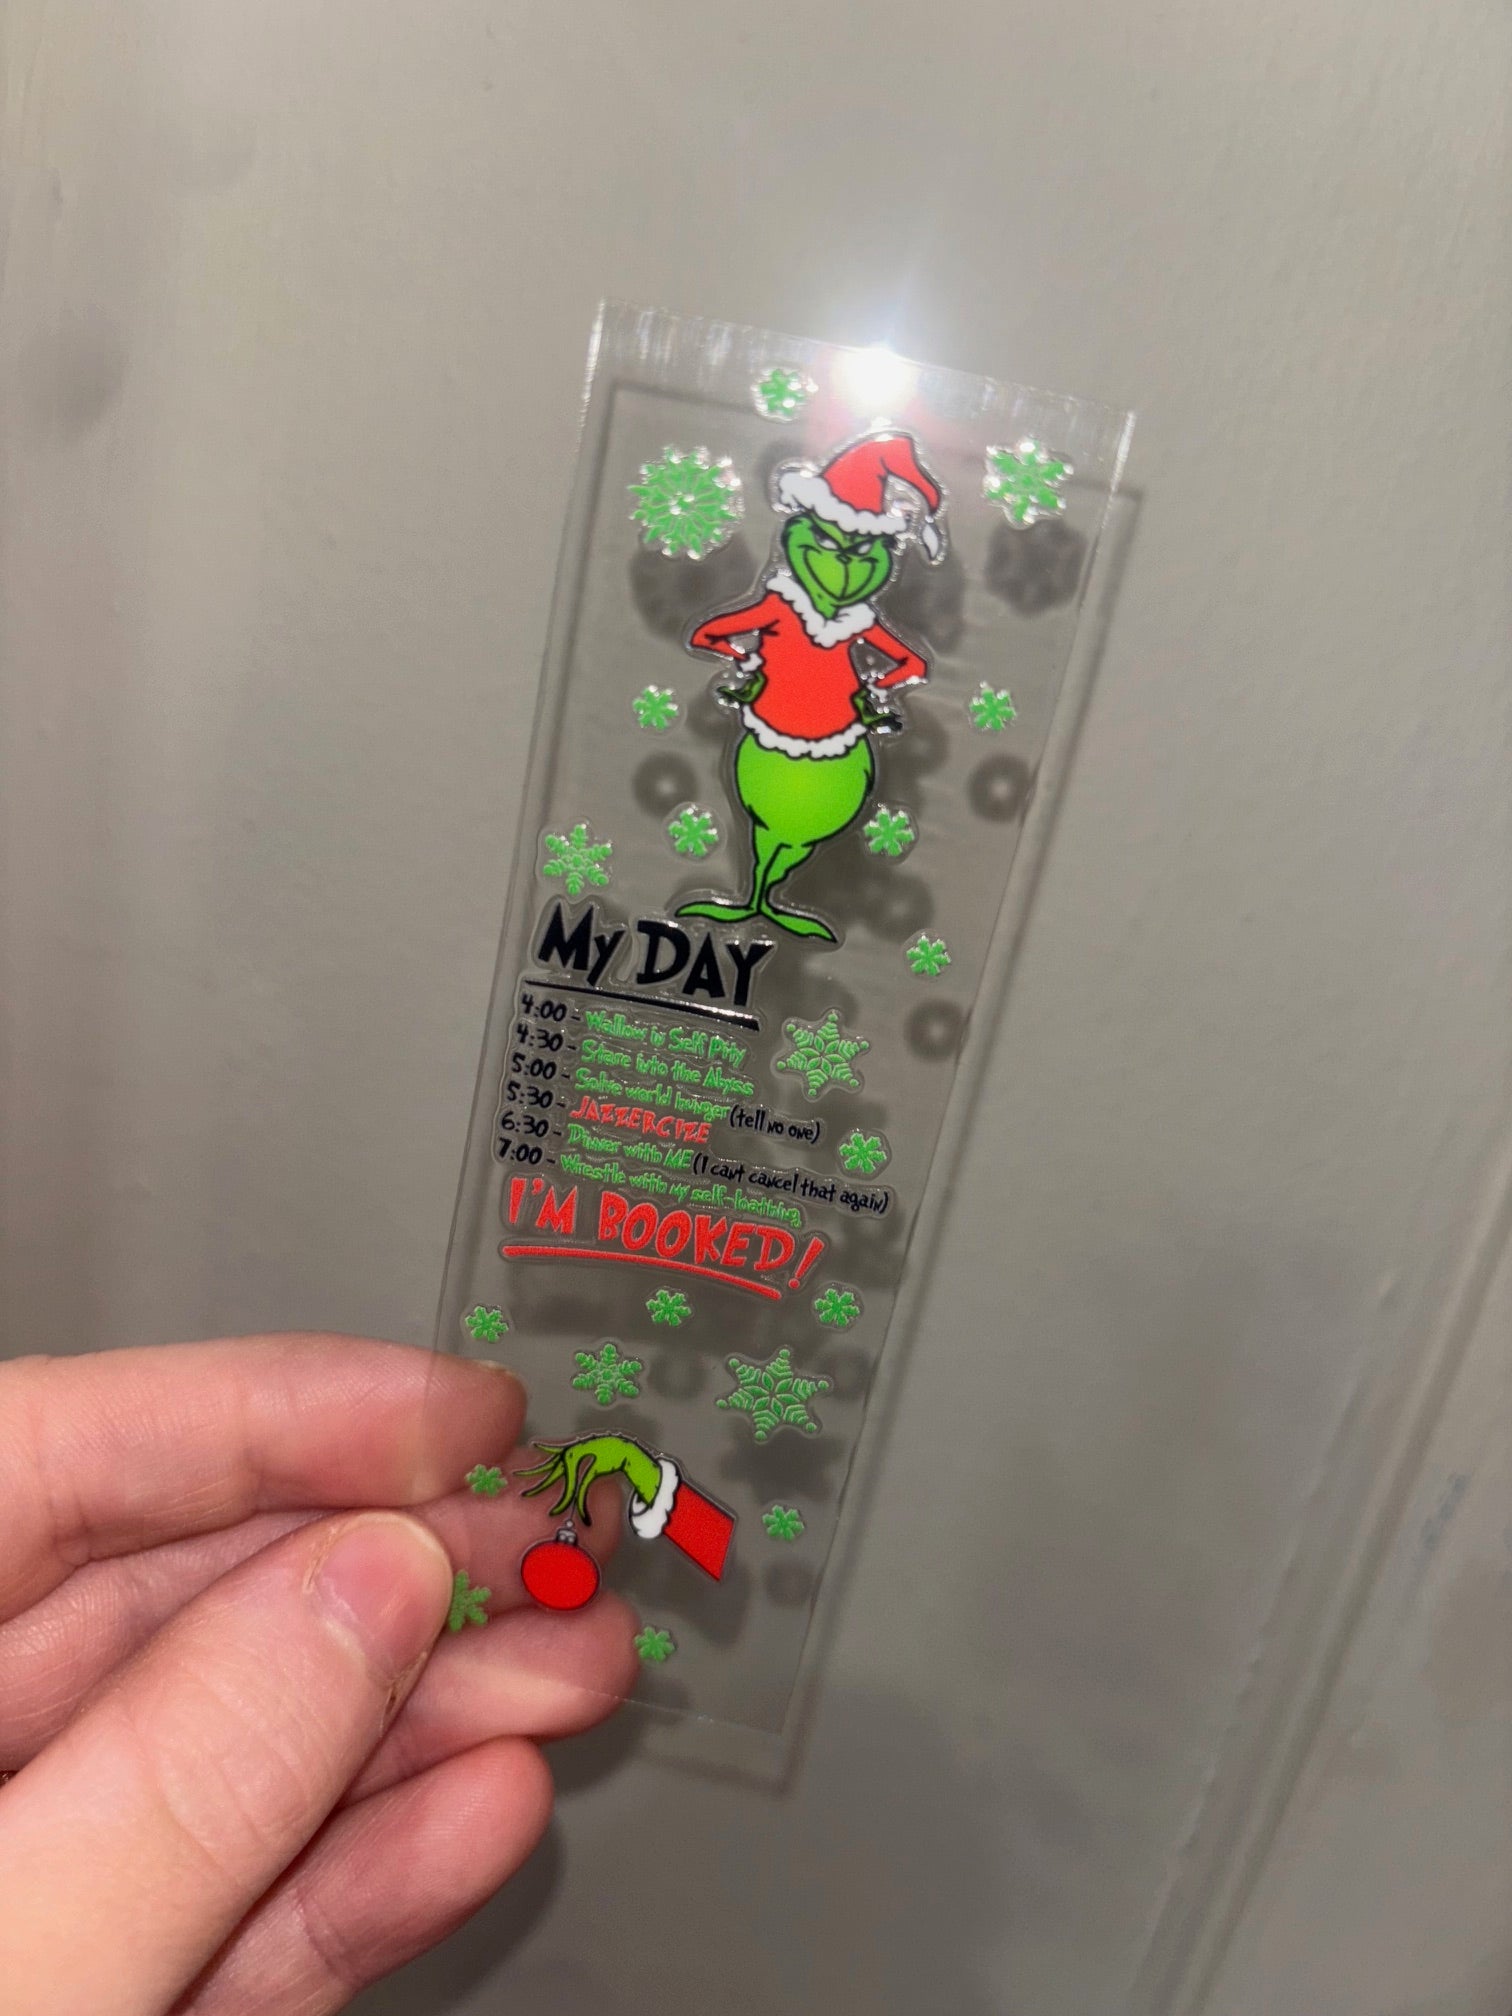 My DAY
4:00 - Wallow in Self Pity
4:30 - Stare into the Abyss
5:00 - Solve world hunger (tell no one)
5:30 - JAZZERCIZE
6:30 - Dinner with ME (I cant cancel that again)
7:00 - Wrestle with my self-loathing
I'M BOOKED!